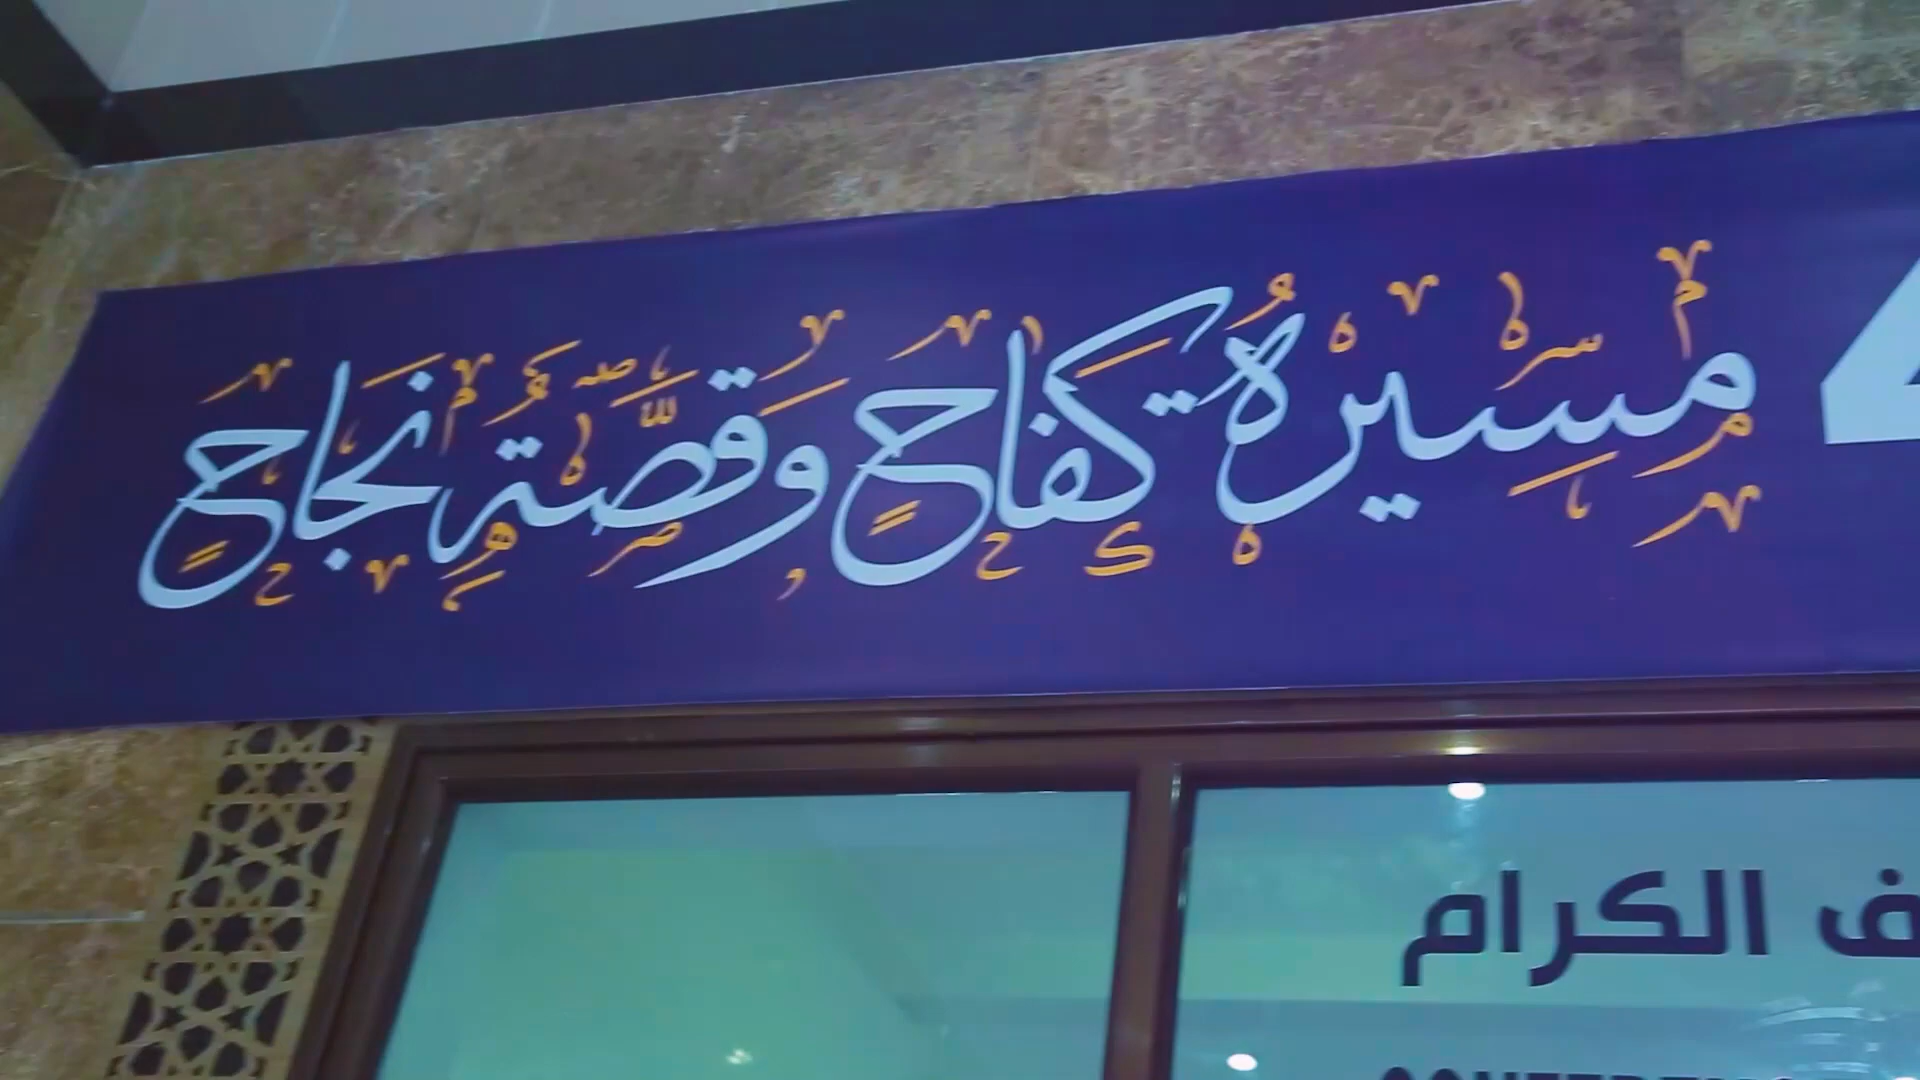 مسيرة كفاح وقصة نجاح
الكرام